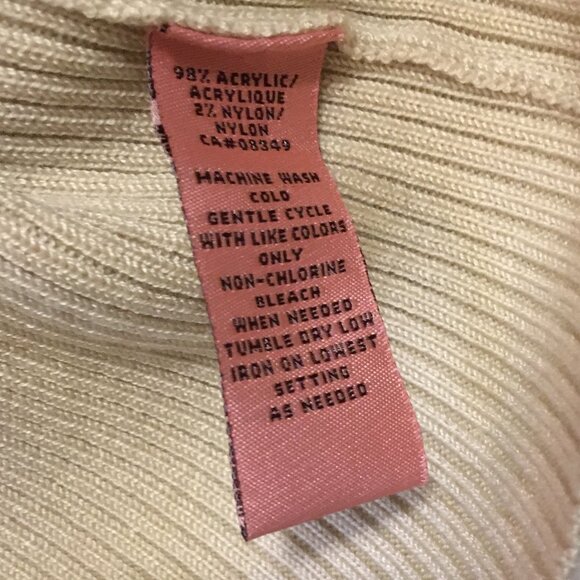 98% ACRYLIC/
ACRYLIQUE
2% NYLON/
NYLON
CA#08349
MACHINE WASH
COLD
GENTLE CYCLE
WITH LIKE COLORS
ONLY
NON-CHLORINE
BLEACH
WHEN NEEDED
TUMBLE DRY LOW
IRON ON LOWEST
SETTING
AS NEEDED